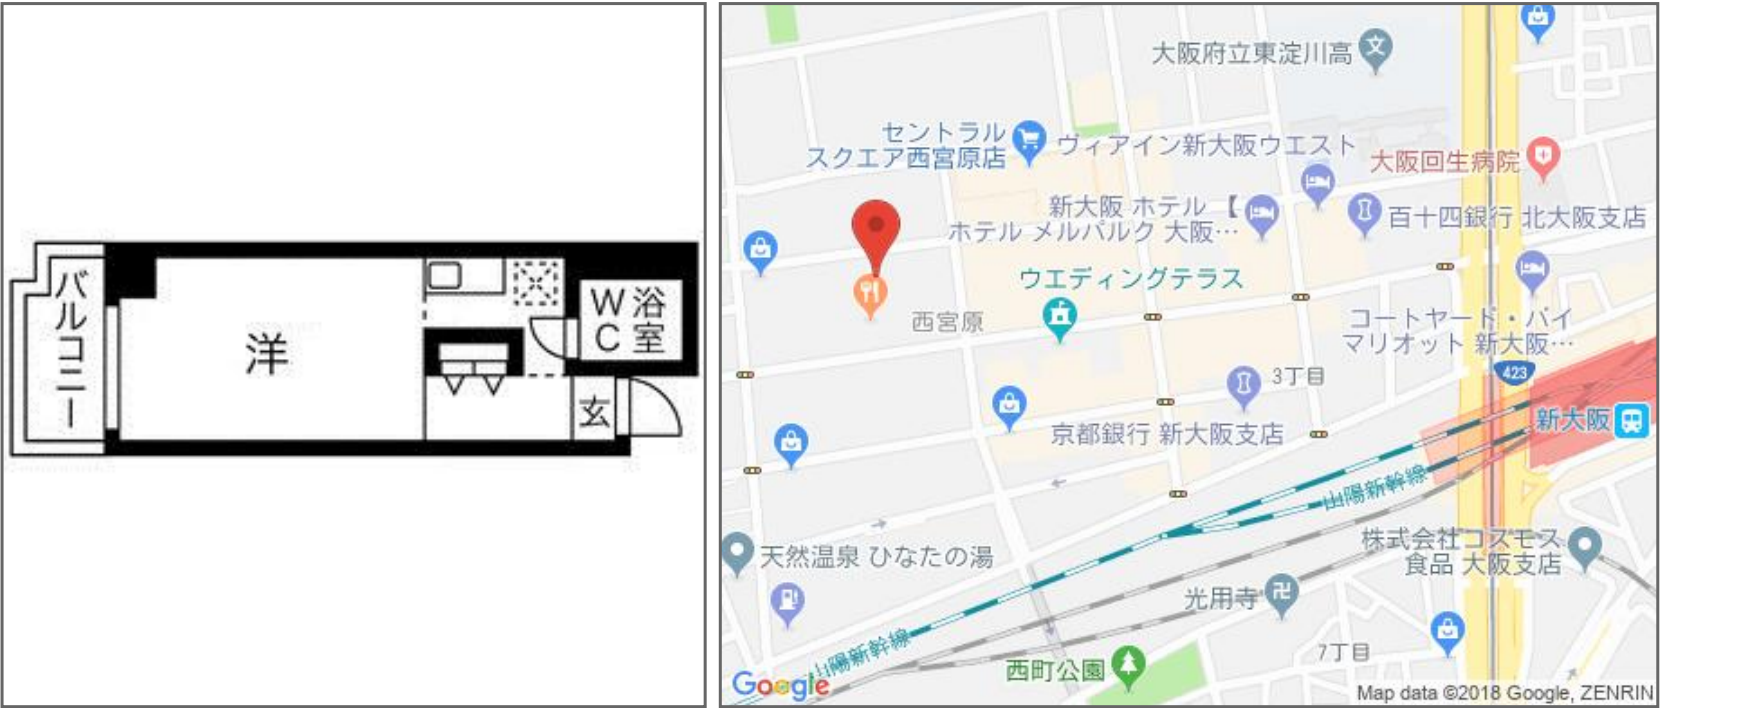 バルコニー
洋
WC
浴室
玄
大阪府立東淀川高
セントラル
スクエア西宮原店
ヴィアイン新大阪ウエスト
大阪回生病院
新大阪 ホテル 【
ホテル メルパルク 大阪…
百十四銀行 北大阪支店
ウエディングテラス
西宮原
コートヤード・バイ
マリオット 新大阪…
423
3丁目
新大阪
京都銀行 新大阪支店
山陽新幹線
株式会社コスモス
食品 大阪支店
天然温泉 ひなたの湯
光用寺
山陽新幹線
7丁目
西町公園
Google
Map data ©2018 Google, ZENRIN